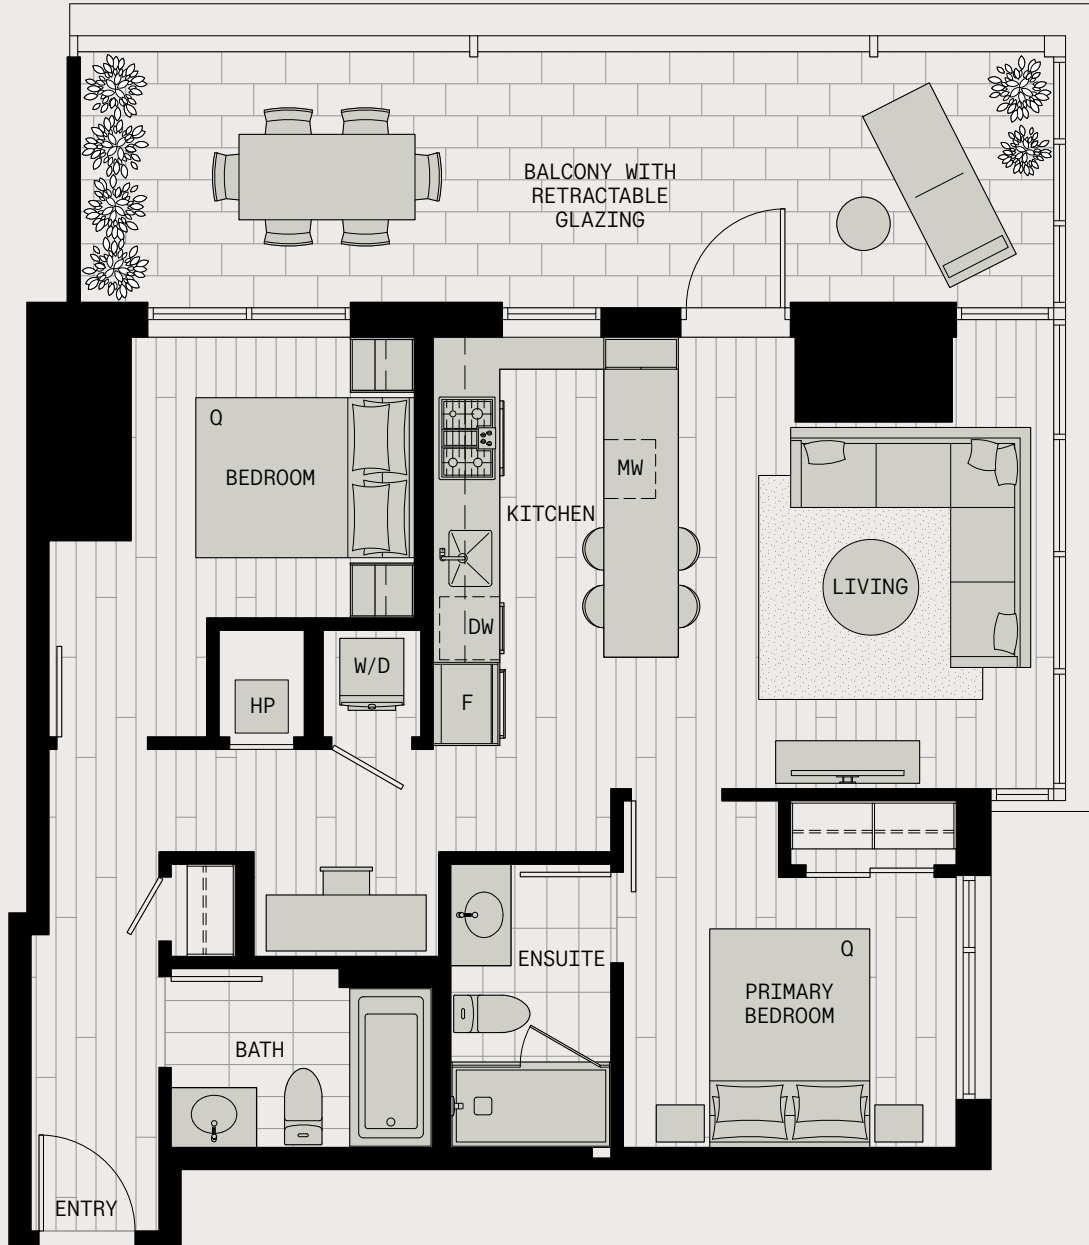 BALCONY WITH
RETRACTABLE
GLAZING
Q
BEDROOM
MW
KITCHEN
LIVING
DW
W/D
HP
F
ENSUITE
Q
PRIMARY
BEDROOM
BATH
ENTRY